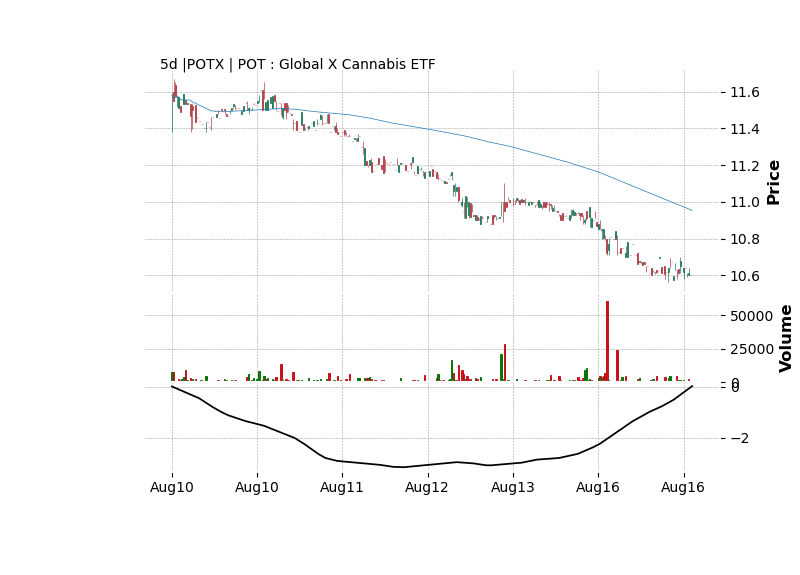 5d |POTX | POT : Global X Cannabis ETF
11.6
11.4
11.2
11.0
10.8
10.6
Price
50000
25000
0
Volume
0
−2
Aug10 Aug10 Aug11 Aug12 Aug13 Aug16 Aug16